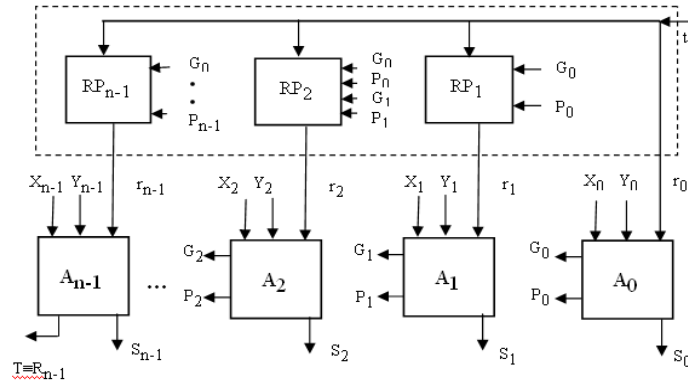 t
G₀
.
.
Pₙ₋₁
RPₙ₋₁
G₀
P₀
G₁
P₁
RP₂
G₀
P₀
RP₁
Xₙ₋₁ Yₙ₋₁ rₙ₋₁
X₂ Y₂ r₂
X₁ Y₁ r₁
X₀ Y₀ r₀
Aₙ₋₁
...
G₂
P₂
A₂
G₁
P₁
A₁
G₀
P₀
A₀
Sₙ₋₁
S₂
S₁
S₀
T≡Rₙ₋₁